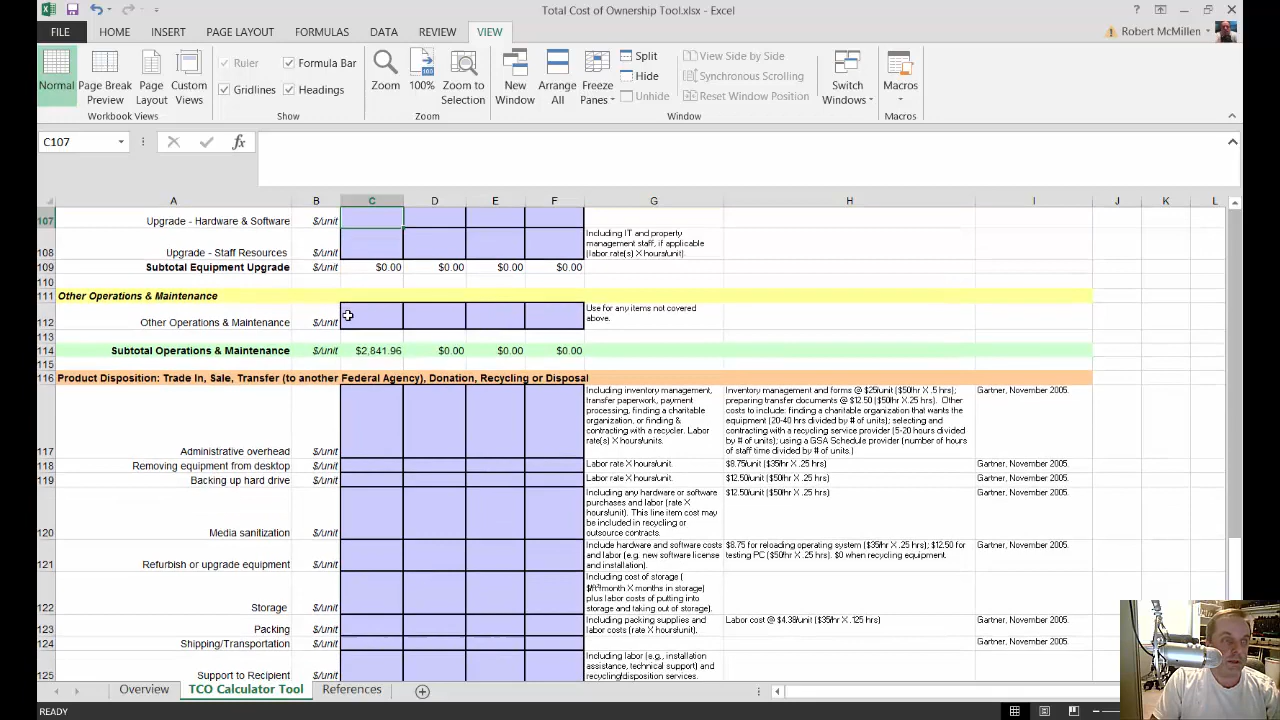 Total Cost of Ownership Tool.xlsx - Excel
FILE HOME INSERT PAGE LAYOUT FORMULAS DATA REVIEW VIEW Robert McMillen
Normal Page Break Preview Page Layout Custom Views
Ruler Formula Bar
Gridlines Headings
Zoom 100% Zoom to Selection
New Window Arrange All Freeze Panes
Split
Hide
Unhide
View Side by Side
Synchronous Scrolling
Reset Window Position
Switch Windows Macros
Workbook Views Show Zoom Window Macros
C107 fx
A B C D E F G H I J K L
107 Upgrade - Hardware & Software $/unit
108 Upgrade - Staff Resources $/unit
Including IT and property
management staff, if applicable
(labor rate(s) X hours/unit).
109 Subtotal Equipment Upgrade $/unit $0.00 $0.00 $0.00 $0.00
110
111 Other Operations & Maintenance
112 Other Operations & Maintenance $/unit
Use for any items not covered
above.
113
114 Subtotal Operations & Maintenance $/unit $2,841.96 $0.00 $0.00 $0.00
115
116 Product Disposition: Trade In, Sale, Transfer (to another Federal Agency), Donation, Recycling or Disposal
117 Administrative overhead $/unit
Including inventory management,
transfer paperwork, payment
processing, finding a charitable
organization, or finding &
contracting with a recycler. Labor
rate(s) X hours/units.
Inventory management and forms @ $25/unit ($50/hr X .5 hrs);
preparing transfer documents @ $12.50 ($50/hr X.25 hrs). Other
costs to include: finding a charitable organization that wants the
equipment (20-40 hrs divided by # of units); selecting and
contracting with a recycling service provider (5-20 hours divided
by # of units); using a GSA Schedule provider (number of hours
of staff time divided by # of units.)
Gartner, November 2005.
118 Removing equipment from desktop $/unit Labor rate X hours/unit. $8.75/unit ($35/hr X .25 hrs) Gartner, November 2005.
119 Backing up hard drive $/unit Labor rate X hours/unit. $12.50/unit ($50/hr X .25 hrs) Gartner, November 2005.
120 Media sanitization $/unit
Including any hardware or software
purchases and labor (rate X
hours/unit). This line item cost may
be included in recycling or
outsource contracts.
$12.50/unit ($50/hr X .25 hrs) Gartner, November 2005.
121 Refurbish or upgrade equipment $/unit
Include hardware and software costs
and labor (e.g. new software license
and installation).
$8.75 for reloading operating system ($35/hr X .25 hrs); $12.50 for
testing PC ($50/hr X .25 hrs). $0 when recycling equipment.
Gartner, November 2005.
122 Storage $/unit
Including cost of storage (
$/ft²/month X months in storage)
plus labor costs of putting into
storage and taking out of storage).
123 Packing $/unit
Including packing supplies and
labor costs (rate X hours/unit).
Labor cost @ $4.38/unit ($35/hr X .125 hrs) Gartner, November 2005.
124 Shipping/Transportation $/unit Gartner, November 2005.
125 Support to Recipient $/unit
Including labor (e.g., installation
assistance, technical support) and
recycling/disposition services.
Overview TCO Calculator Tool References
READY